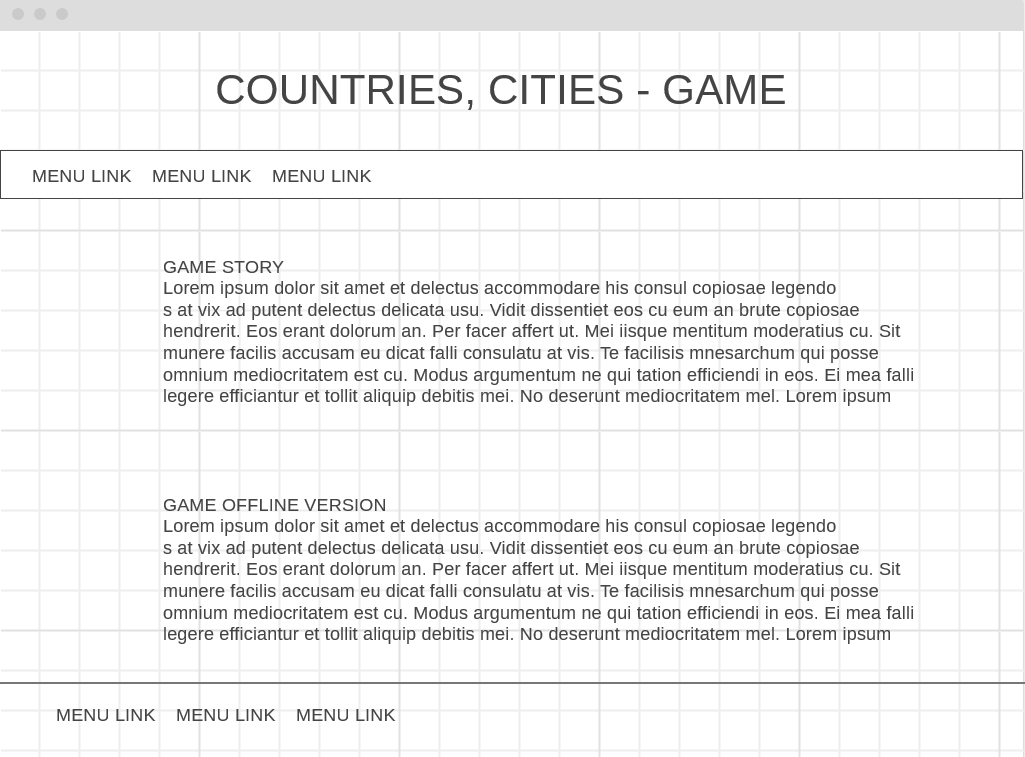 COUNTRIES, CITIES - GAME
MENU LINK MENU LINK MENU LINK
GAME STORY
Lorem ipsum dolor sit amet et delectus accommodare his consul copiosae legendo
s at vix ad putent delectus delicata usu. Vidit dissentiet eos cu eum an brute copiosae
hendrerit. Eos erant dolorum an. Per facer affert ut. Mei iisque mentitum moderatius cu. Sit
munere facilis accusam eu dicat falli consulatu at vis. Te facilisis mnesarchum qui posse
omnium mediocritatem est cu. Modus argumentum ne qui tation efficiendi in eos. Ei mea falli
legere efficiantur et tollit aliquip debitis mei. No deserunt mediocritatem mel. Lorem ipsum
GAME OFFLINE VERSION
Lorem ipsum dolor sit amet et delectus accommodare his consul copiosae legendo
s at vix ad putent delectus delicata usu. Vidit dissentiet eos cu eum an brute copiosae
hendrerit. Eos erant dolorum an. Per facer affert ut. Mei iisque mentitum moderatius cu. Sit
munere facilis accusam eu dicat falli consulatu at vis. Te facilisis mnesarchum qui posse
omnium mediocritatem est cu. Modus argumentum ne qui tation efficiendi in eos. Ei mea falli
legere efficiantur et tollit aliquip debitis mei. No deserunt mediocritatem mel. Lorem ipsum
MENU LINK MENU LINK MENU LINK